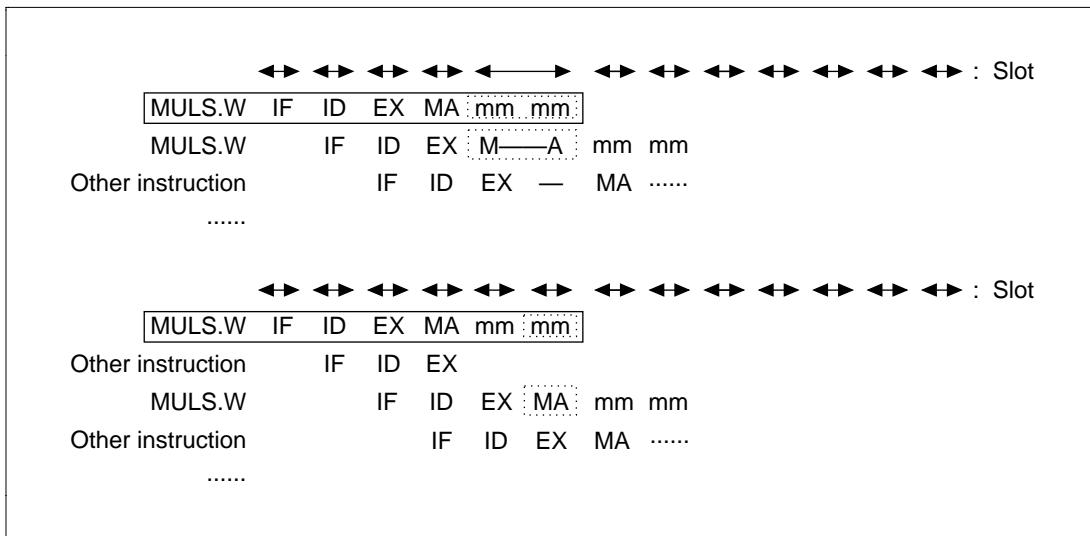 : Slot
MULS.W IF ID EX MA mm mm
MULS.W IF ID EX M——A mm mm
Other instruction IF ID EX — MA ......
......
: Slot
MULS.W IF ID EX MA mm mm
Other instruction IF ID EX
MULS.W IF ID EX MA mm mm
Other instruction IF ID EX MA ......
......